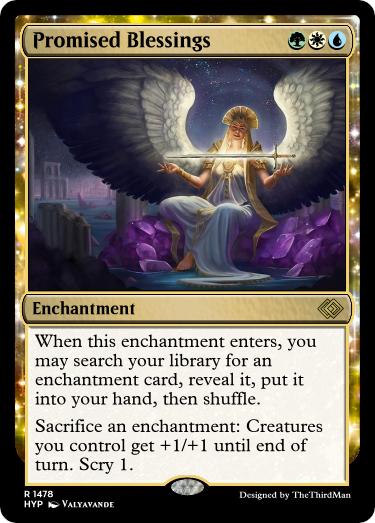 Promised Blessings
Enchantment
When this enchantment enters, you
may search your library for an
enchantment card, reveal it, put it
into your hand, then shuffle.
Sacrifice an enchantment: Creatures
you control get +1/+1 until end of
turn. Scry 1.
R 1478
HYP Valyavande
Designed by TheThirdMan